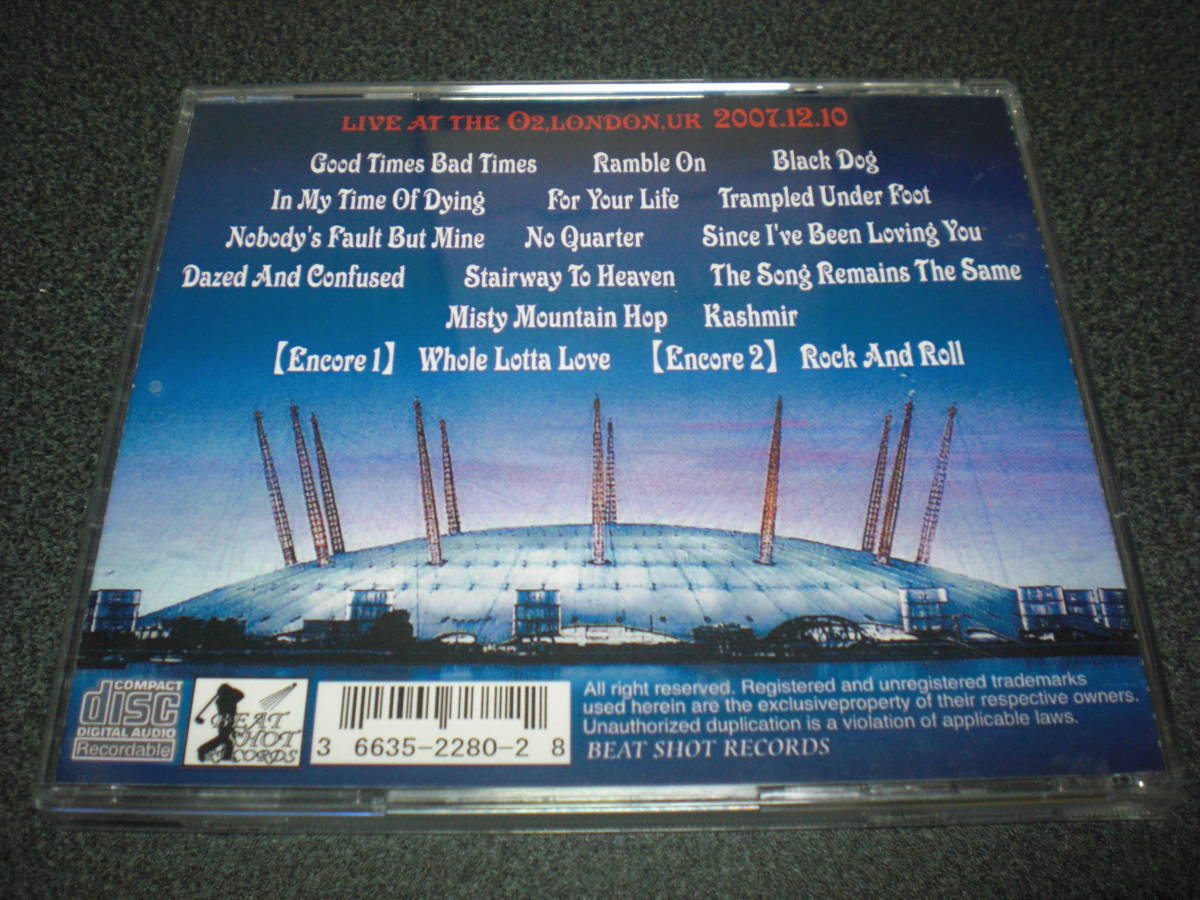 LIVE AT THE O2,LONDON,UK 2007.12.10
Good Times Bad Times Ramble On Black Dog
In My Time Of Dying For Your Life Trampled Under Foot
Nobody's Fault But Mine No Quarter Since I've Been Loving You
Dazed And Confused Stairway To Heaven The Song Remains The Same
Misty Mountain Hop Kashmir
【Encore 1】 Whole Lotta Love 【Encore 2】 Rock And Roll
COMPACT
disc
DIGITAL AUDIO
Recordable
BEAT
SHOT
RECORDS
3 66635-2280-2 8
All right reserved. Registered and unregistered trademarks
used herein are the exclusiveproperty of their respective owners.
Unauthorized duplication is a violation of applicable laws.
BEAT SHOT RECORDS